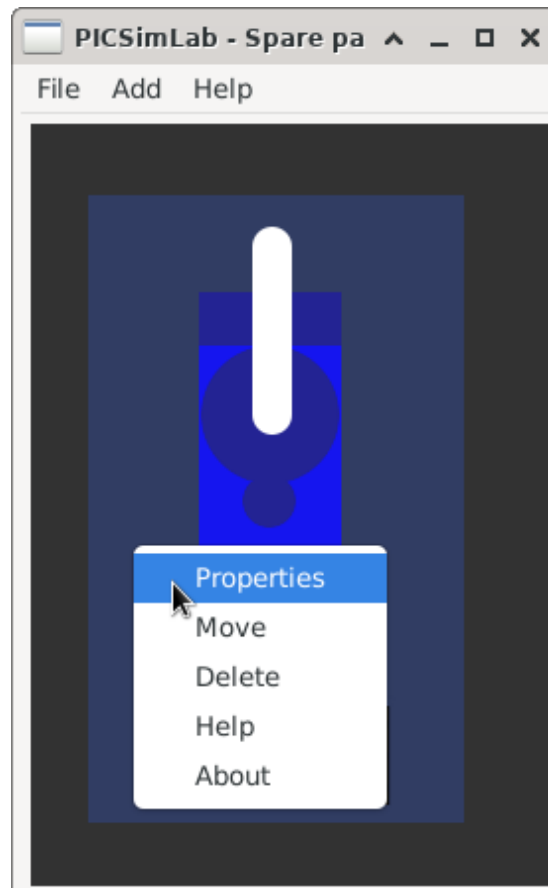 PICSimLab - Spare pa
File Add Help
Properties
Move
Delete
Help
About